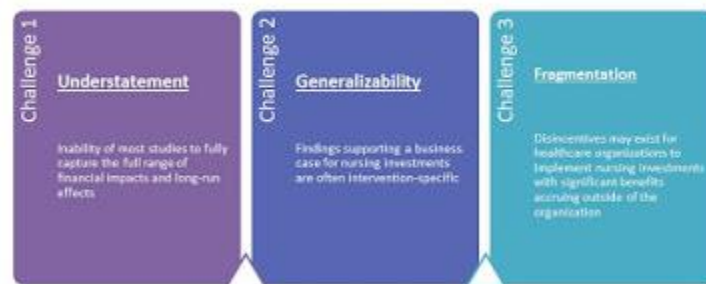 Challenge 1
Understatement
Inability of most studies to fully
capture the full range of
financial impacts and long-run
effects
Challenge 2
Generalizability
Findings supporting a business
case for nursing investments
are often intervention-specific
Challenge 3
Fragmentation
Disincentives may exist for
healthcare organizations to
implement nursing investments
with significant benefits
accruing outside of the
organization